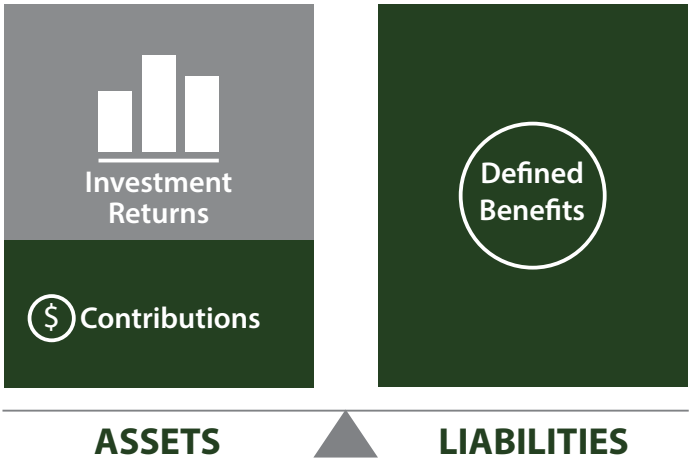 Investment
Returns
$ Contributions
Defined
Benefits
ASSETS
LIABILITIES